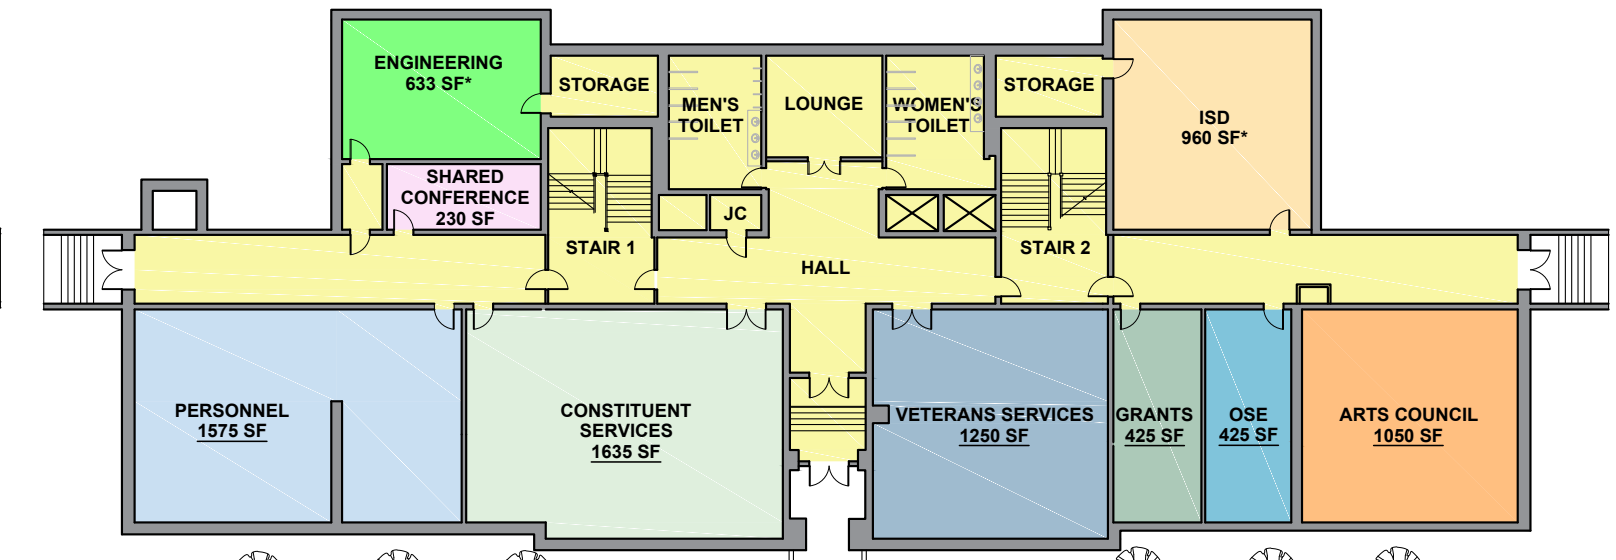 ENGINEERING
633 SF*
STORAGE
MEN'S
TOILET
LOUNGE
WOMEN'S
TOILET
STORAGE
ISD
960 SF*
SHARED
CONFERENCE
230 SF
JC
STAIR 1
HALL
STAIR 2
PERSONNEL
1575 SF
CONSTITUENT
SERVICES
1635 SF
VETERANS SERVICES
1250 SF
GRANTS
425 SF
OSE
425 SF
ARTS COUNCIL
1050 SF